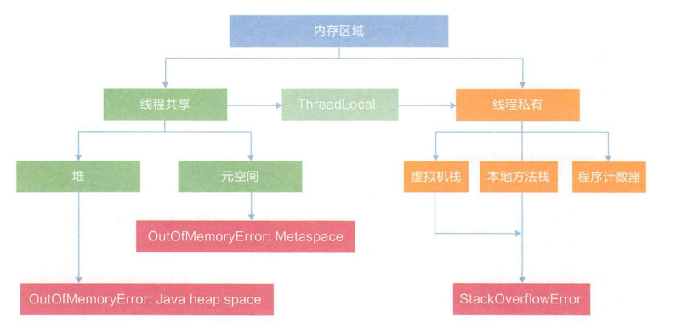 内存区域
线程共享
ThreadLocal
线程私有
堆
元空间
虚拟机栈
本地方法栈
程序计数器
OutOfMemoryError: Metaspace
OutOfMemoryError: Java heap space
StackOverflowError